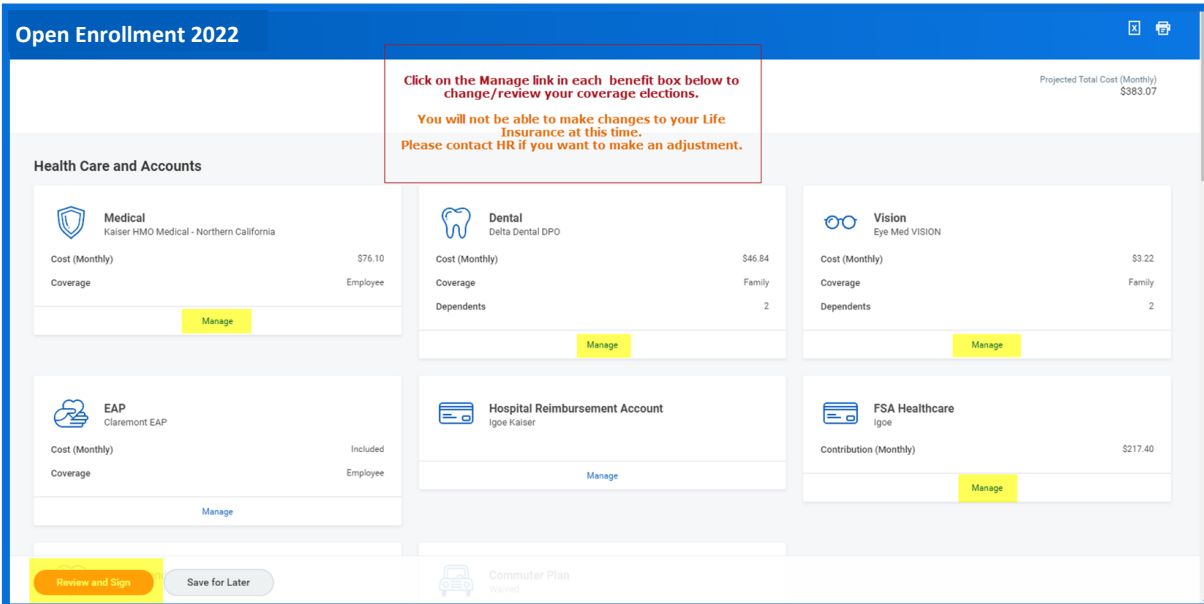 Open Enrollment 2022
Click on the Manage link in each benefit box below to
change/review your coverage elections.
You will not be able to make changes to your Life
Insurance at this time.
Please contact HR if you want to make an adjustment.
Projected Total Cost (Monthly)
$383.07
Health Care and Accounts
Medical
Kaiser HMO Medical - Northern California
Cost (Monthly) $76.10
Coverage Employee
Manage
Dental
Delta Dental DPO
Cost (Monthly) $46.84
Coverage Family
Dependents 2
Manage
Vision
Eye Med VISION
Cost (Monthly) $3.22
Coverage Family
Dependents 2
Manage
EAP
Claremont EAP
Cost (Monthly) Included
Coverage Employee
Manage
Hospital Reimbursement Account
Igoe Kaiser
Manage
FSA Healthcare
Igoe
Contribution (Monthly) $217.40
Manage
Commuter Plan
Waived
Review and Sign
Save for Later